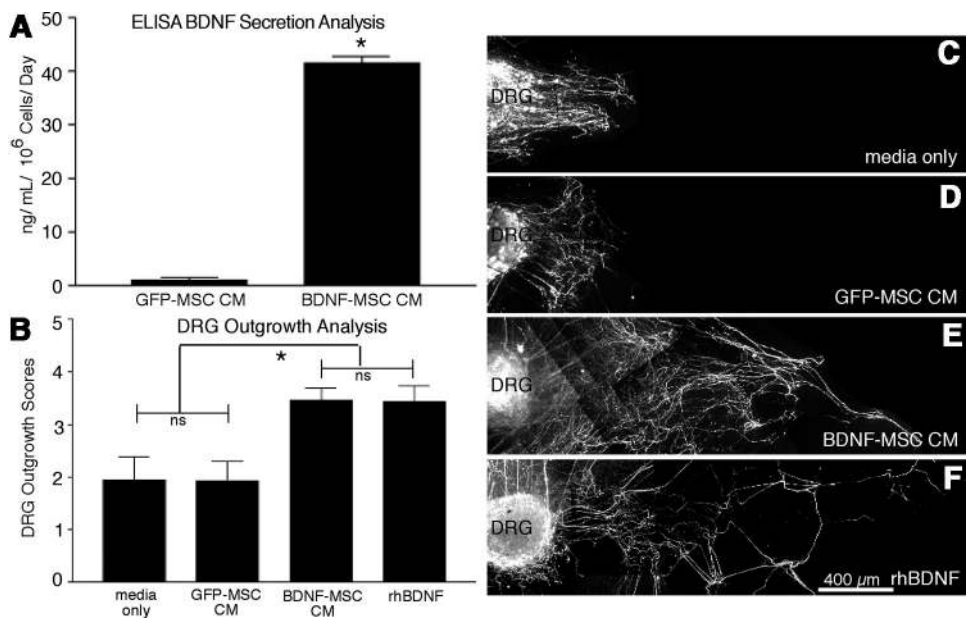 A
ELISA BDNF Secretion Analysis
ng/mL/ 10⁶ Cells/Day
50
40
30
20
10
0
*
GFP-MSC CM
BDNF-MSC CM
B
DRG Outgrowth Analysis
DRG Outgrowth Scores
5
4
3
2
1
0
*
ns
ns
media only
GFP-MSC CM
BDNF-MSC CM
rhBDNF
C
DRG
media only
D
DRG
GFP-MSC CM
E
DRG
BDNF-MSC CM
F
DRG
400 µm
rhBDNF